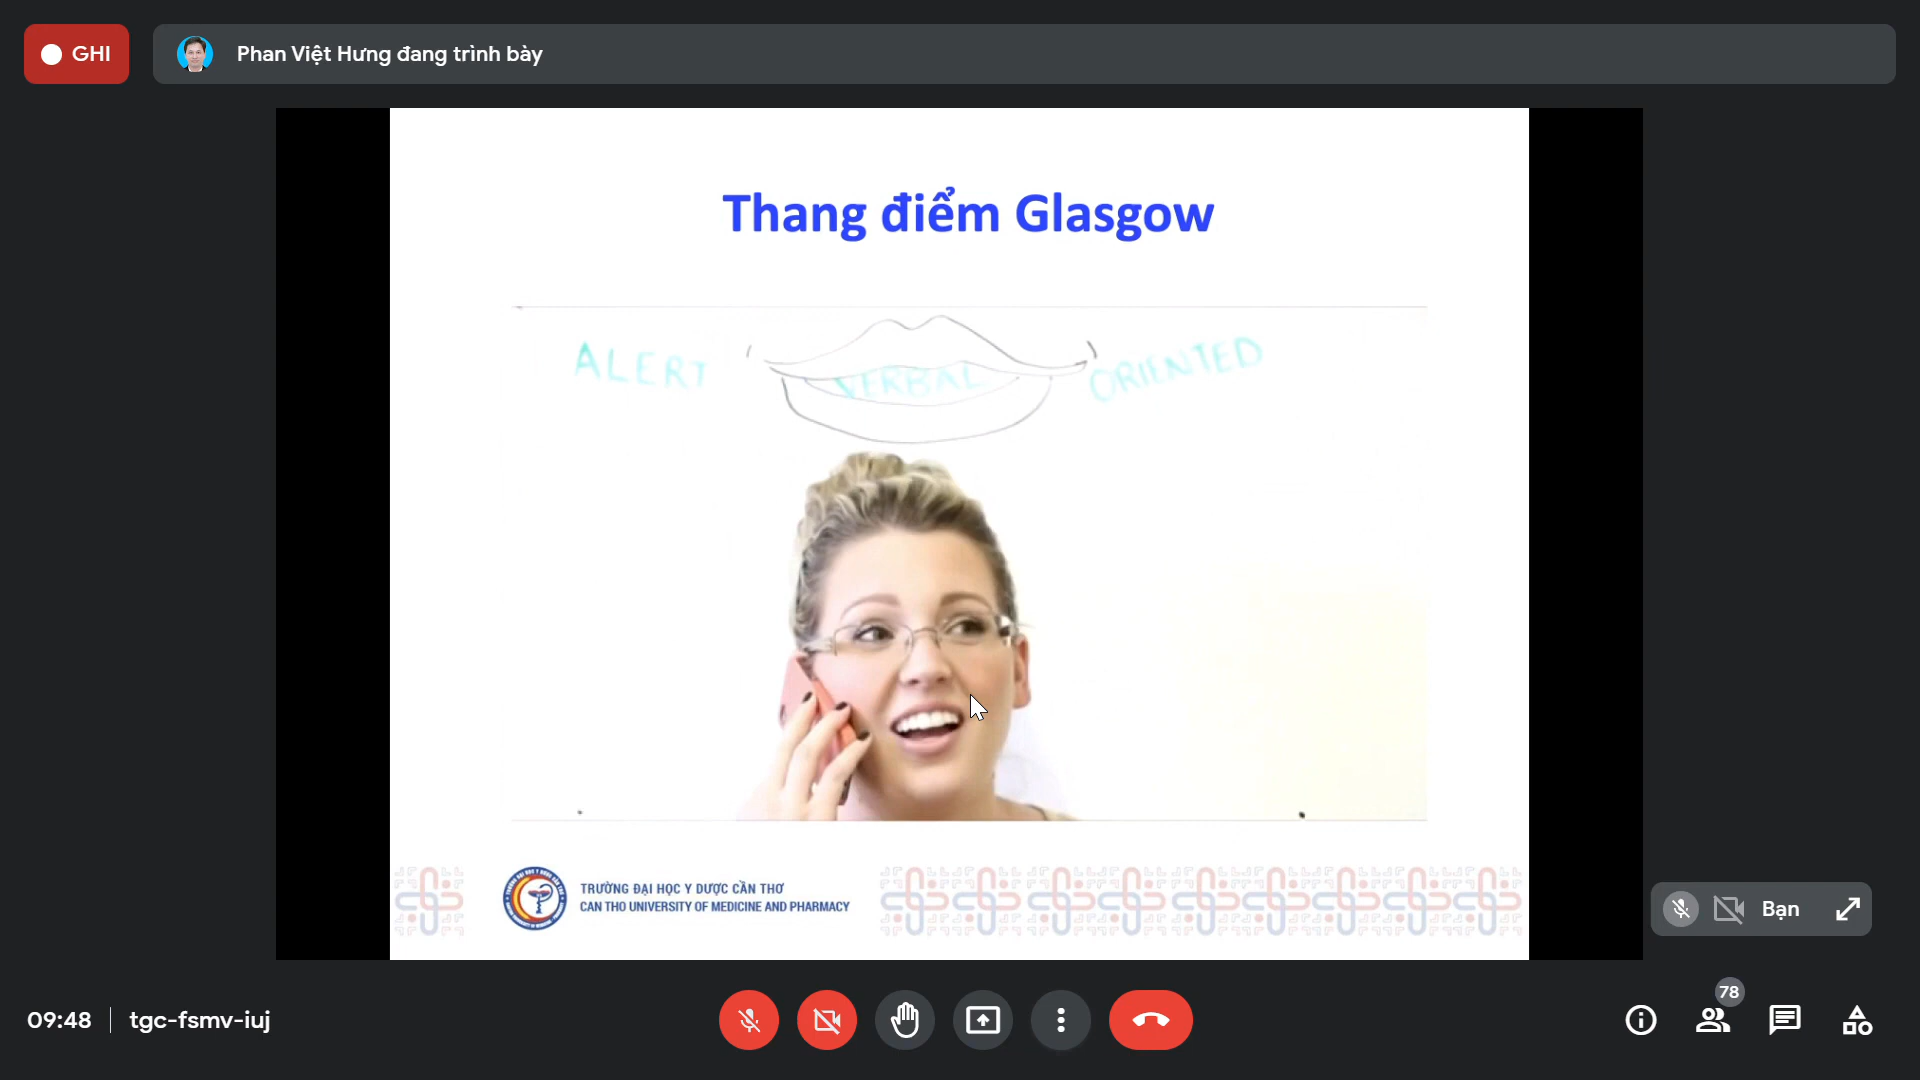 GHI
Phan Việt Hưng đang trình bày
Thang điểm Glasgow
ALERT
VERBAL
ORIENTED
TRƯỜNG ĐẠI HỌC Y DƯỢC CẦN THƠ
CAN THO UNIVERSITY OF MEDICINE AND PHARMACY
Bạn
78
09:48
tgc-fsmv-iuj